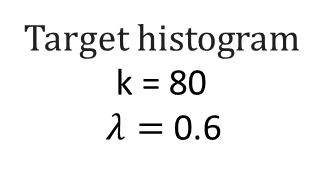 Target histogram
k = 80
λ = 0.6